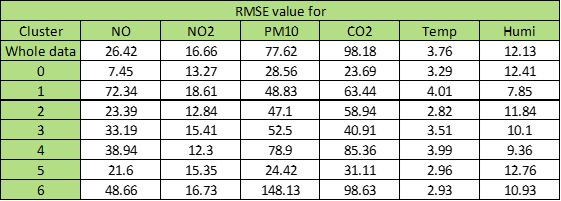 RMSE value for
Cluster NO NO2 PM10 CO2 Temp Humi
Whole data 26.42 16.66 77.62 98.18 3.76 12.13
0 7.45 13.27 28.56 23.69 3.29 12.41
1 72.34 18.61 48.83 63.44 4.01 7.85
2 23.39 12.84 47.1 58.94 2.82 11.84
3 33.19 15.41 52.5 40.91 3.51 10.1
4 38.94 12.3 78.9 85.36 3.99 9.36
5 21.6 15.35 24.42 31.11 2.96 12.76
6 48.66 16.73 148.13 98.63 2.93 10.93